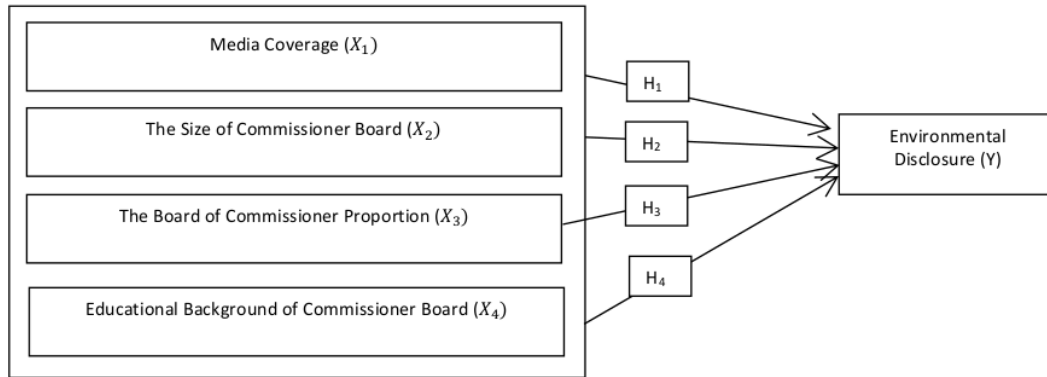 Media Coverage (X₁)
H₁
The Size of Commissioner Board (X₂)
H₂
Environmental
Disclosure (Y)
The Board of Commissioner Proportion (X₃)
H₃
Educational Background of Commissioner Board (X₄)
H₄